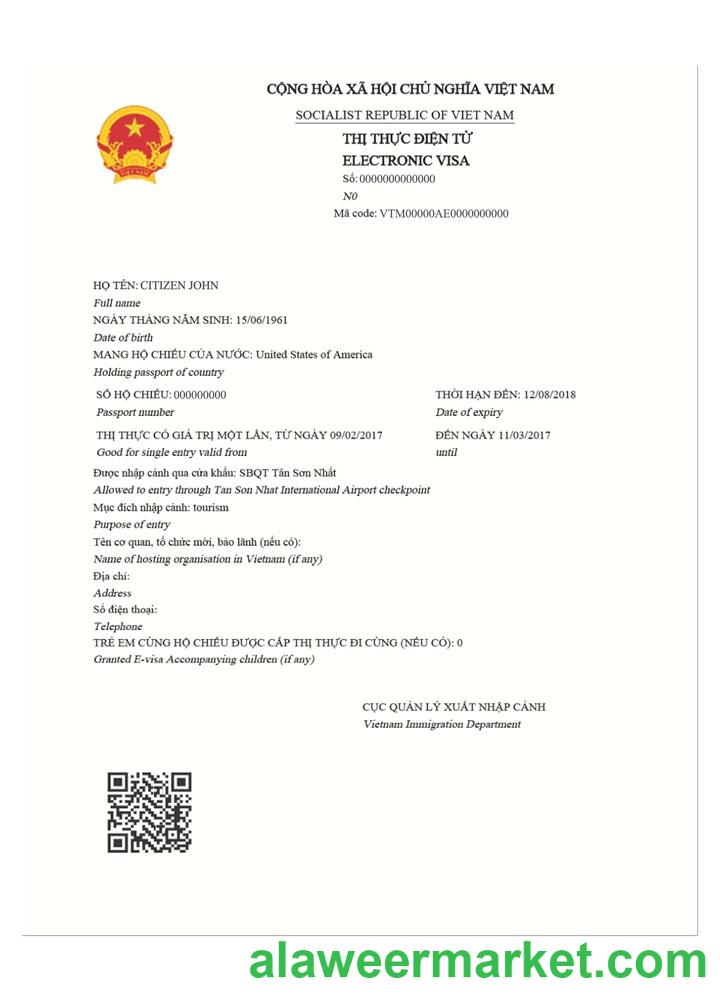 CỘNG HÒA XÃ HỘI CHỦ NGHĨA VIỆT NAM
SOCIALIST REPUBLIC OF VIET NAM
THỊ THỰC ĐIỆN TỬ
ELECTRONIC VISA
Số: 0000000000000
N0
Mã code: VTM00000AE0000000000
VIỆT NAM
HỌ TÊN: CITIZEN JOHN
Full name
NGÀY THÁNG NĂM SINH: 15/06/1961
Date of birth
MANG HỘ CHIẾU CỦA NƯỚC: United States of America
Holding passport of country
SỐ HỘ CHIẾU: 000000000 THỜI HẠN ĐẾN: 12/08/2018
Passport number Date of expiry
THỊ THỰC CÓ GIÁ TRỊ MỘT LẦN, TỪ NGÀY 09/02/2017 ĐẾN NGÀY 11/03/2017
Good for single entry valid from until
Được nhập cảnh qua cửa khẩu: SBQT Tân Sơn Nhất
Allowed to entry through Tan Son Nhat International Airport checkpoint
Mục đích nhập cảnh: tourism
Purpose of entry
Tên cơ quan, tổ chức mời, bảo lãnh (nếu có):
Name of hosting organisation in Vietnam (if any)
Địa chỉ:
Address
Số điện thoại:
Telephone
TRẺ EM CÙNG HỘ CHIẾU ĐƯỢC CẤP THỊ THỰC ĐI CÙNG (NẾU CÓ): 0
Granted E-visa Accompanying children (if any)
CỤC QUẢN LÝ XUẤT NHẬP CẢNH
Vietnam Immigration Department
alaweermarket.com